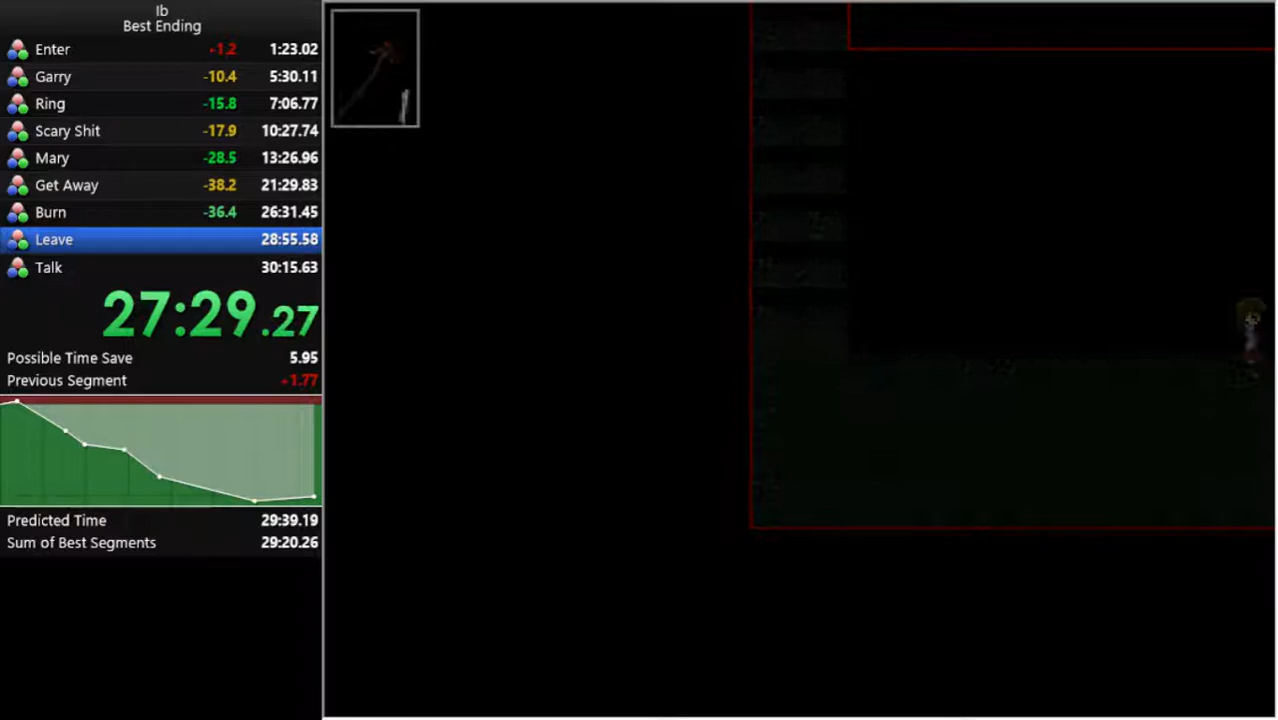 Ib
Best Ending
Enter -1.2 1:23.02
Garry -10.4 5:30.11
Ring -15.8 7:06.77
Scary Shit -17.9 10:27.74
Mary -28.5 13:26.96
Get Away -38.2 21:29.83
Burn -36.4 26:31.45
Leave 28:55.58
Talk 30:15.63
27:29.27
Possible Time Save 5.95
Previous Segment +1.77
Predicted Time 29:39.19
Sum of Best Segments 29:20.26